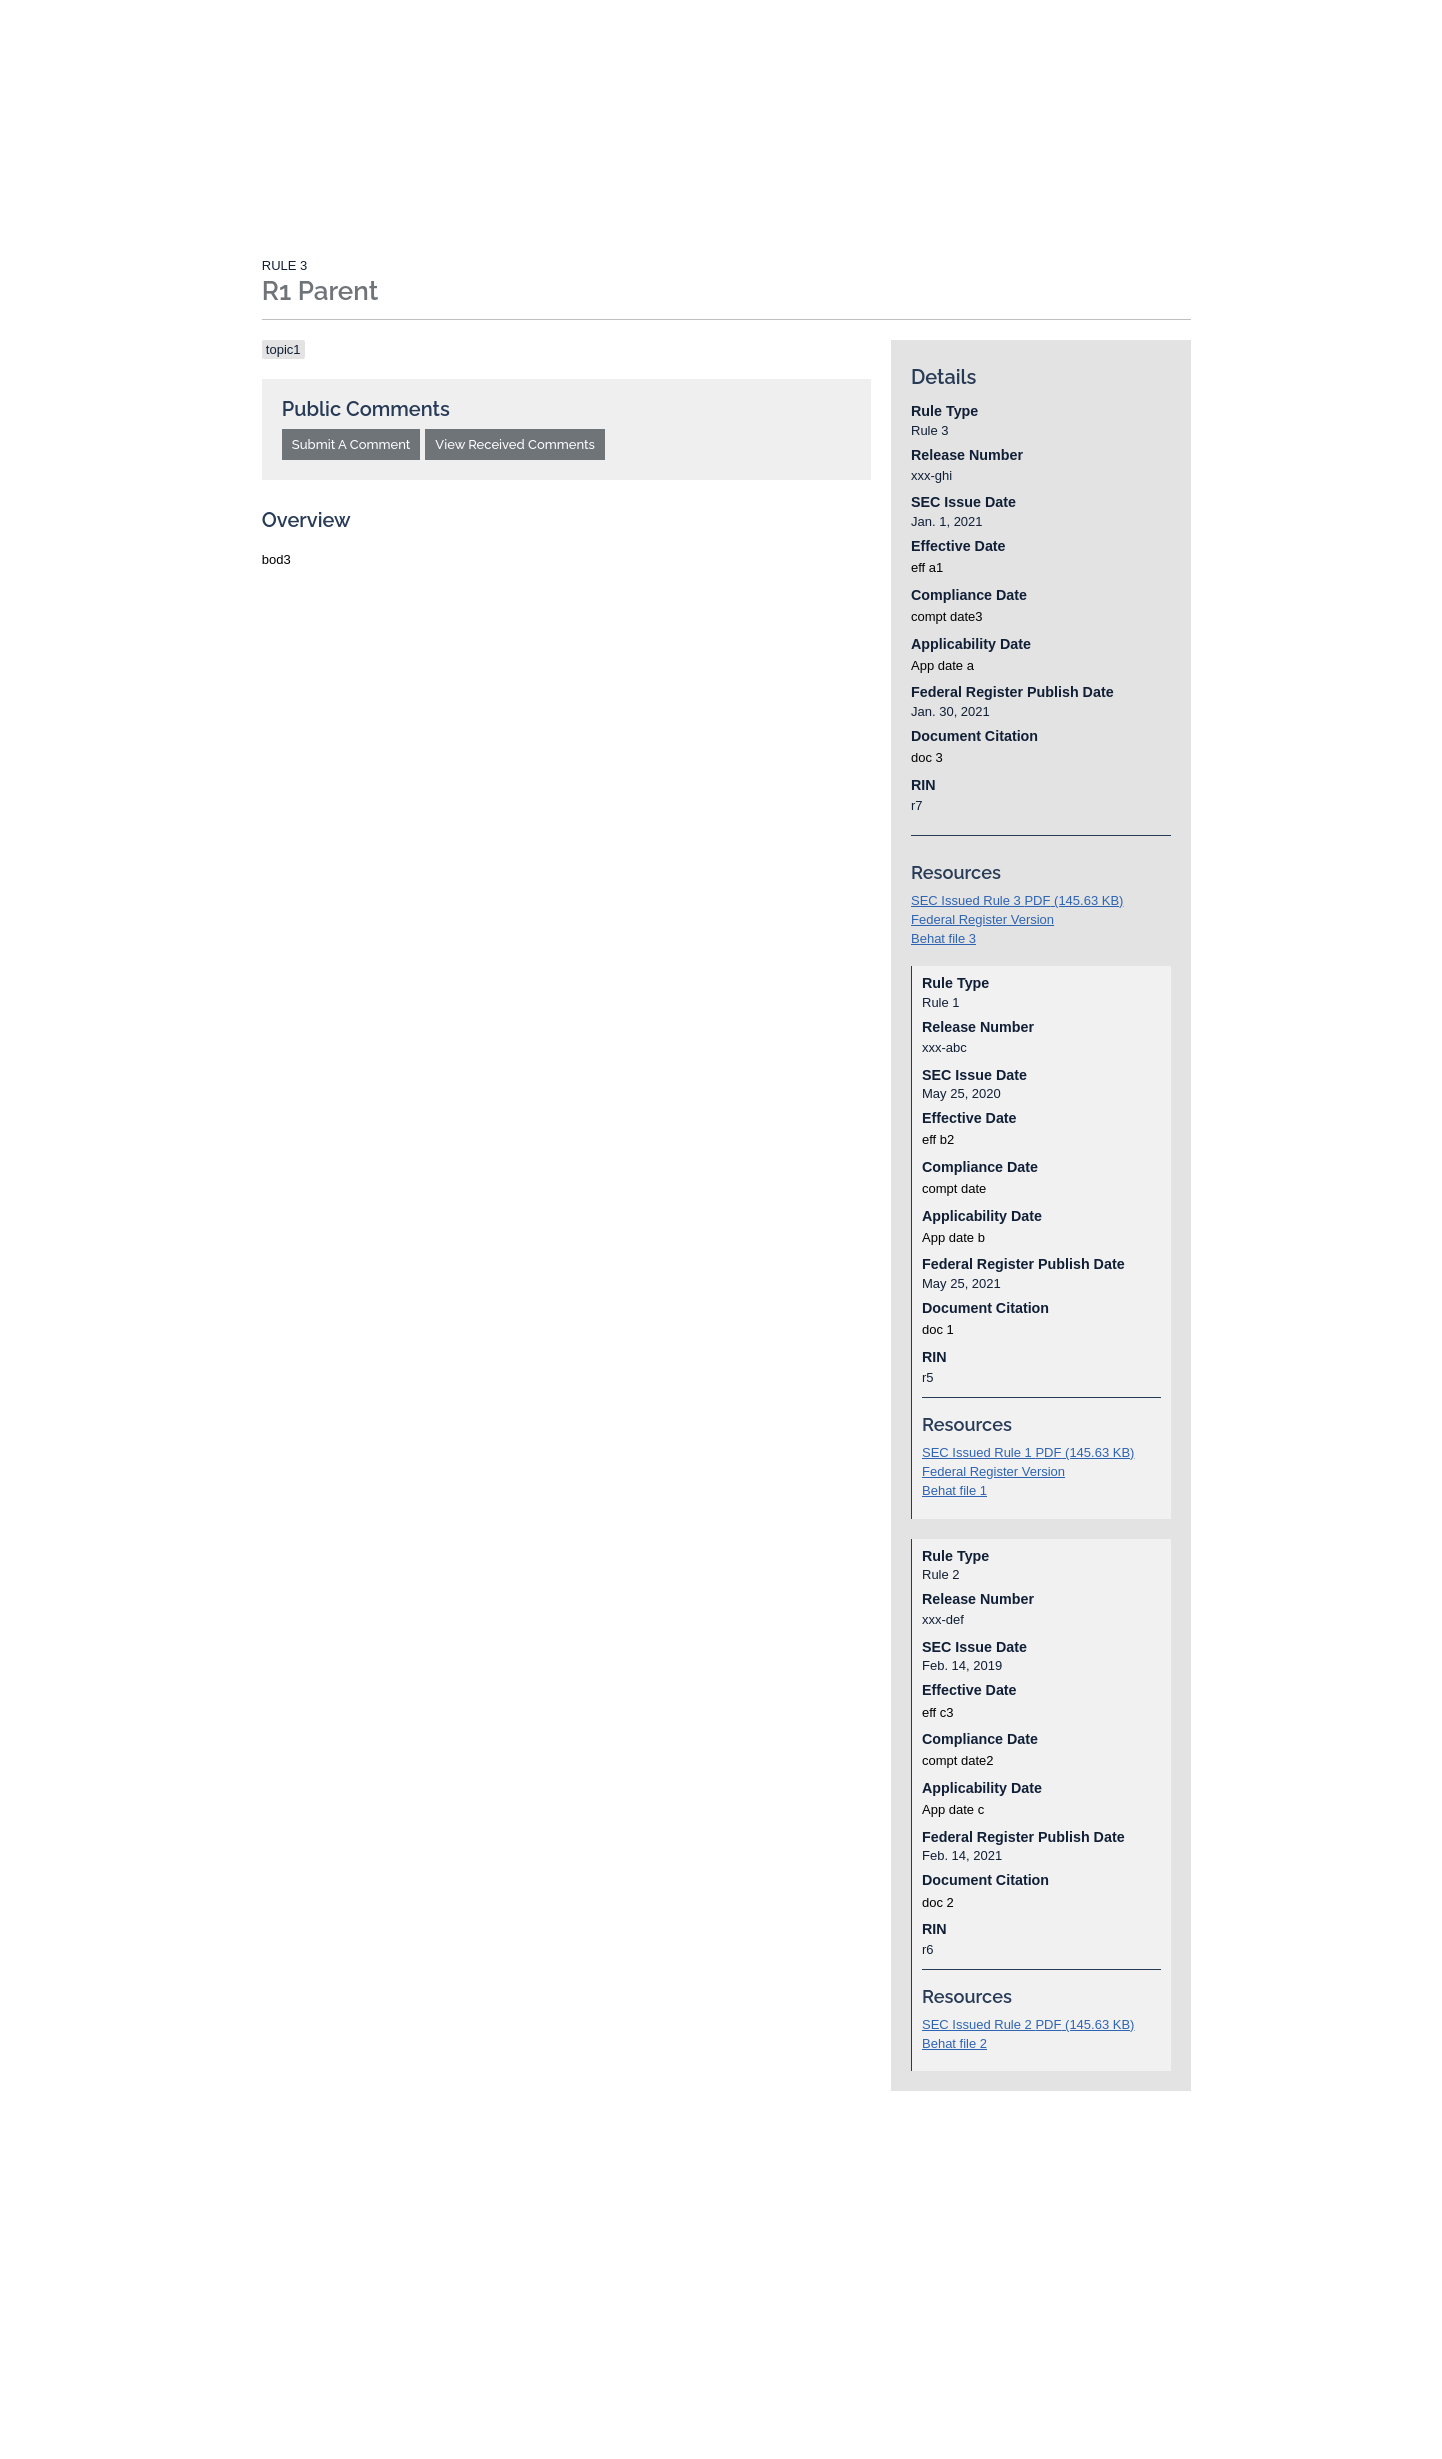 RULE 3
R1 Parent
topic1
Public Comments
Submit A Comment
View Received Comments
Overview
bod3
Details
Rule Type
Rule 3
Release Number
xxx-ghi
SEC Issue Date
Jan. 1, 2021
Effective Date
eff a1
Compliance Date
compt date3
Applicability Date
App date a
Federal Register Publish Date
Jan. 30, 2021
Document Citation
doc 3
RIN
r7
Resources
SEC Issued Rule 3 PDF (145.63 KB)
Federal Register Version
Behat file 3
Rule Type
Rule 1
Release Number
xxx-abc
SEC Issue Date
May 25, 2020
Effective Date
eff b2
Compliance Date
compt date
Applicability Date
App date b
Federal Register Publish Date
May 25, 2021
Document Citation
doc 1
RIN
r5
Resources
SEC Issued Rule 1 PDF (145.63 KB)
Federal Register Version
Behat file 1
Rule Type
Rule 2
Release Number
xxx-def
SEC Issue Date
Feb. 14, 2019
Effective Date
eff c3
Compliance Date
compt date2
Applicability Date
App date c
Federal Register Publish Date
Feb. 14, 2021
Document Citation
doc 2
RIN
r6
Resources
SEC Issued Rule 2 PDF (145.63 KB)
Behat file 2